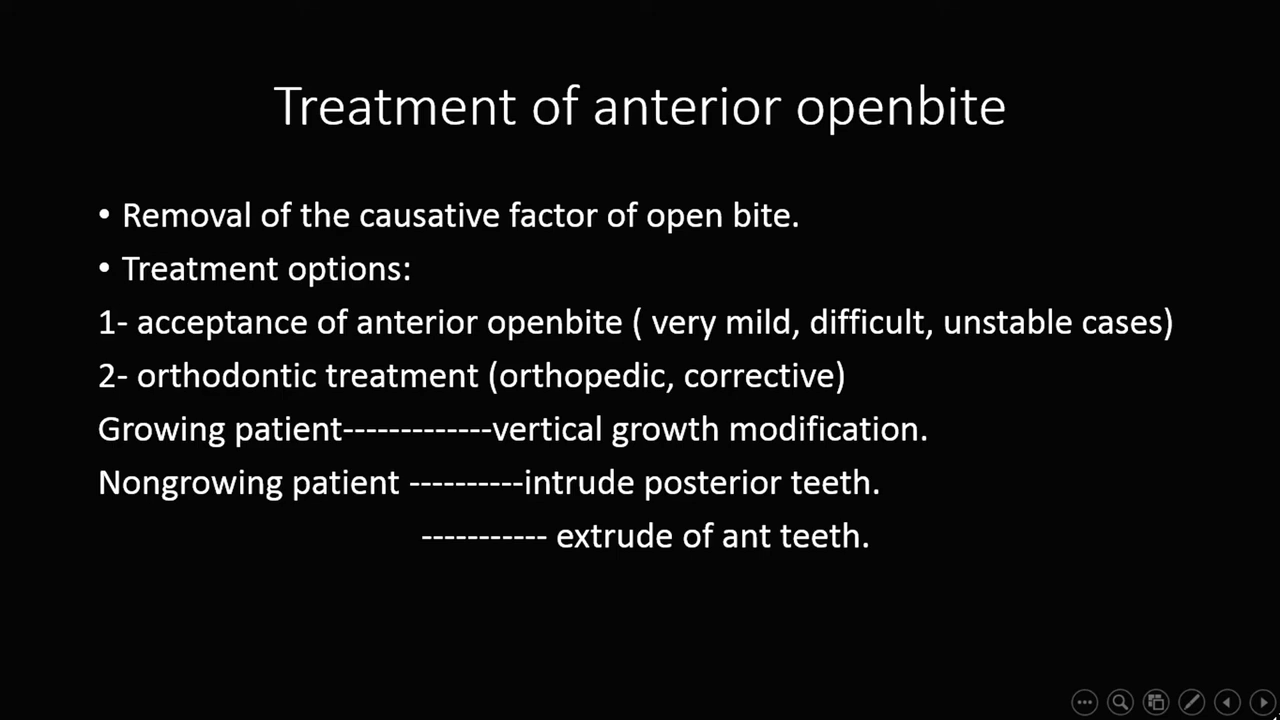 Treatment of anterior openbite
• Removal of the causative factor of open bite.
• Treatment options:
1- acceptance of anterior openbite ( very mild, difficult, unstable cases)
2- orthodontic treatment (orthopedic, corrective)
Growing patient-------------vertical growth modification.
Nongrowing patient ----------intrude posterior teeth.
----------- extrude of ant teeth.